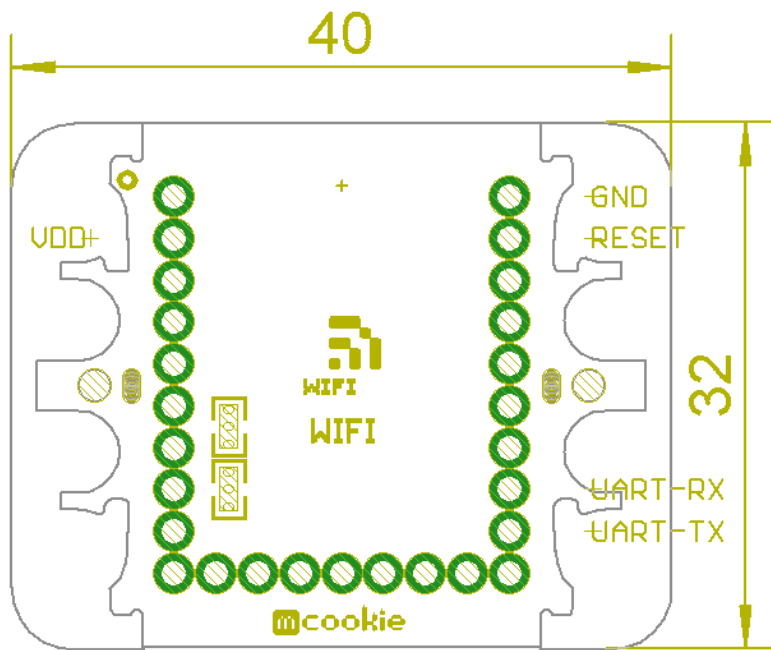 40
GND
VDD
RESET
32
WIFI
WIFI
UART-RX
UART-TX
mcookie